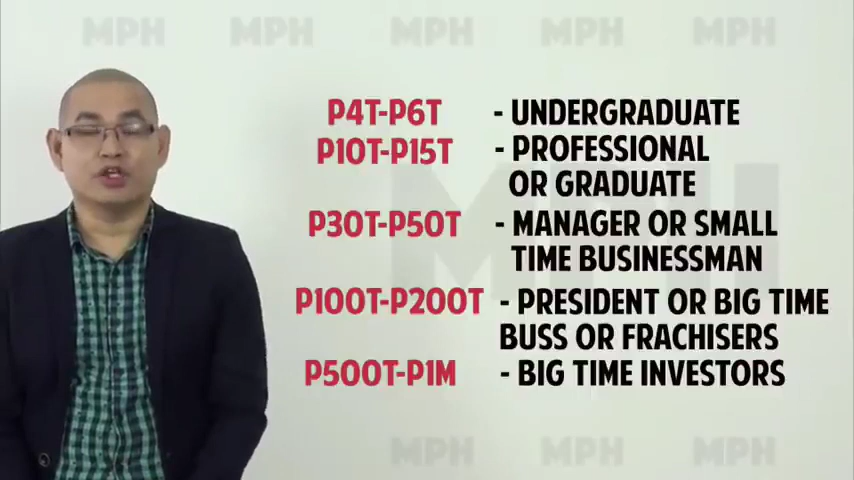 MPH MPH MPH MPH MPH
P4T-P6T - UNDERGRADUATE
P10T-P15T - PROFESSIONAL
OR GRADUATE
MPH
P30T-P50T - MANAGER OR SMALL
TIME BUSINESSMAN
P100T-P200T - PRESIDENT OR BIG TIME
BUSS OR FRACHISERS
P500T-P1M - BIG TIME INVESTORS
MPH MPH MPH